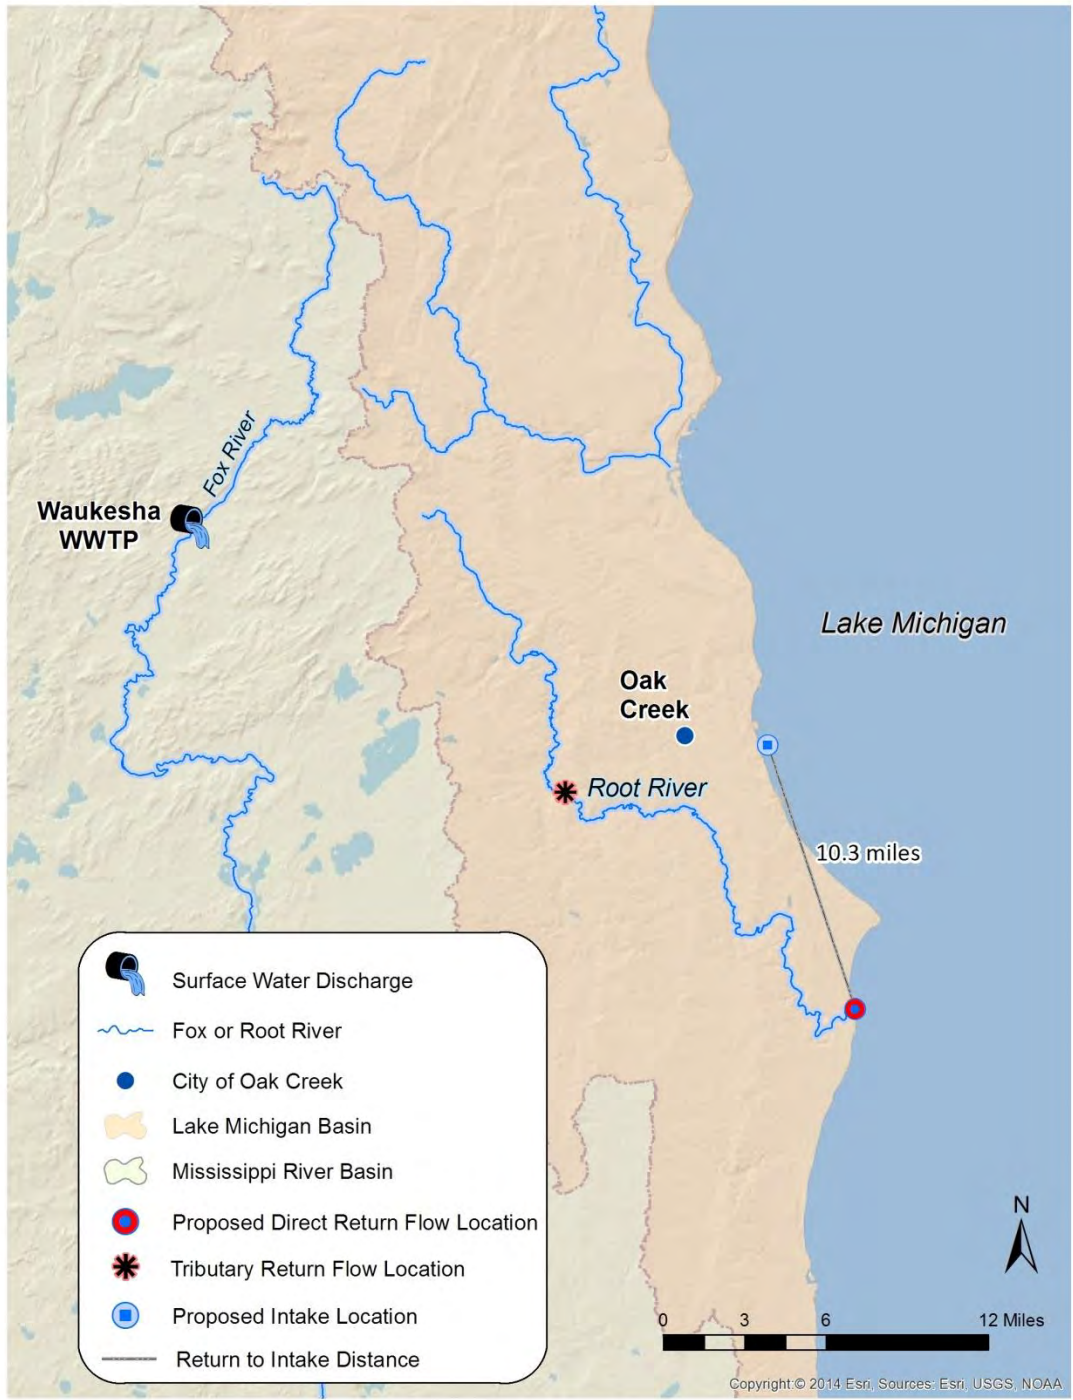 Fox River
Waukesha
WWTP
Lake Michigan
Oak
Creek
Root River
10.3 miles
Surface Water Discharge
Fox or Root River
City of Oak Creek
Lake Michigan Basin
Mississippi River Basin
Proposed Direct Return Flow Location
Tributary Return Flow Location
Proposed Intake Location
Return to Intake Distance
N
0 3 6 12 Miles
Copyright:© 2014 Esri, Sources: Esri, USGS, NOAA